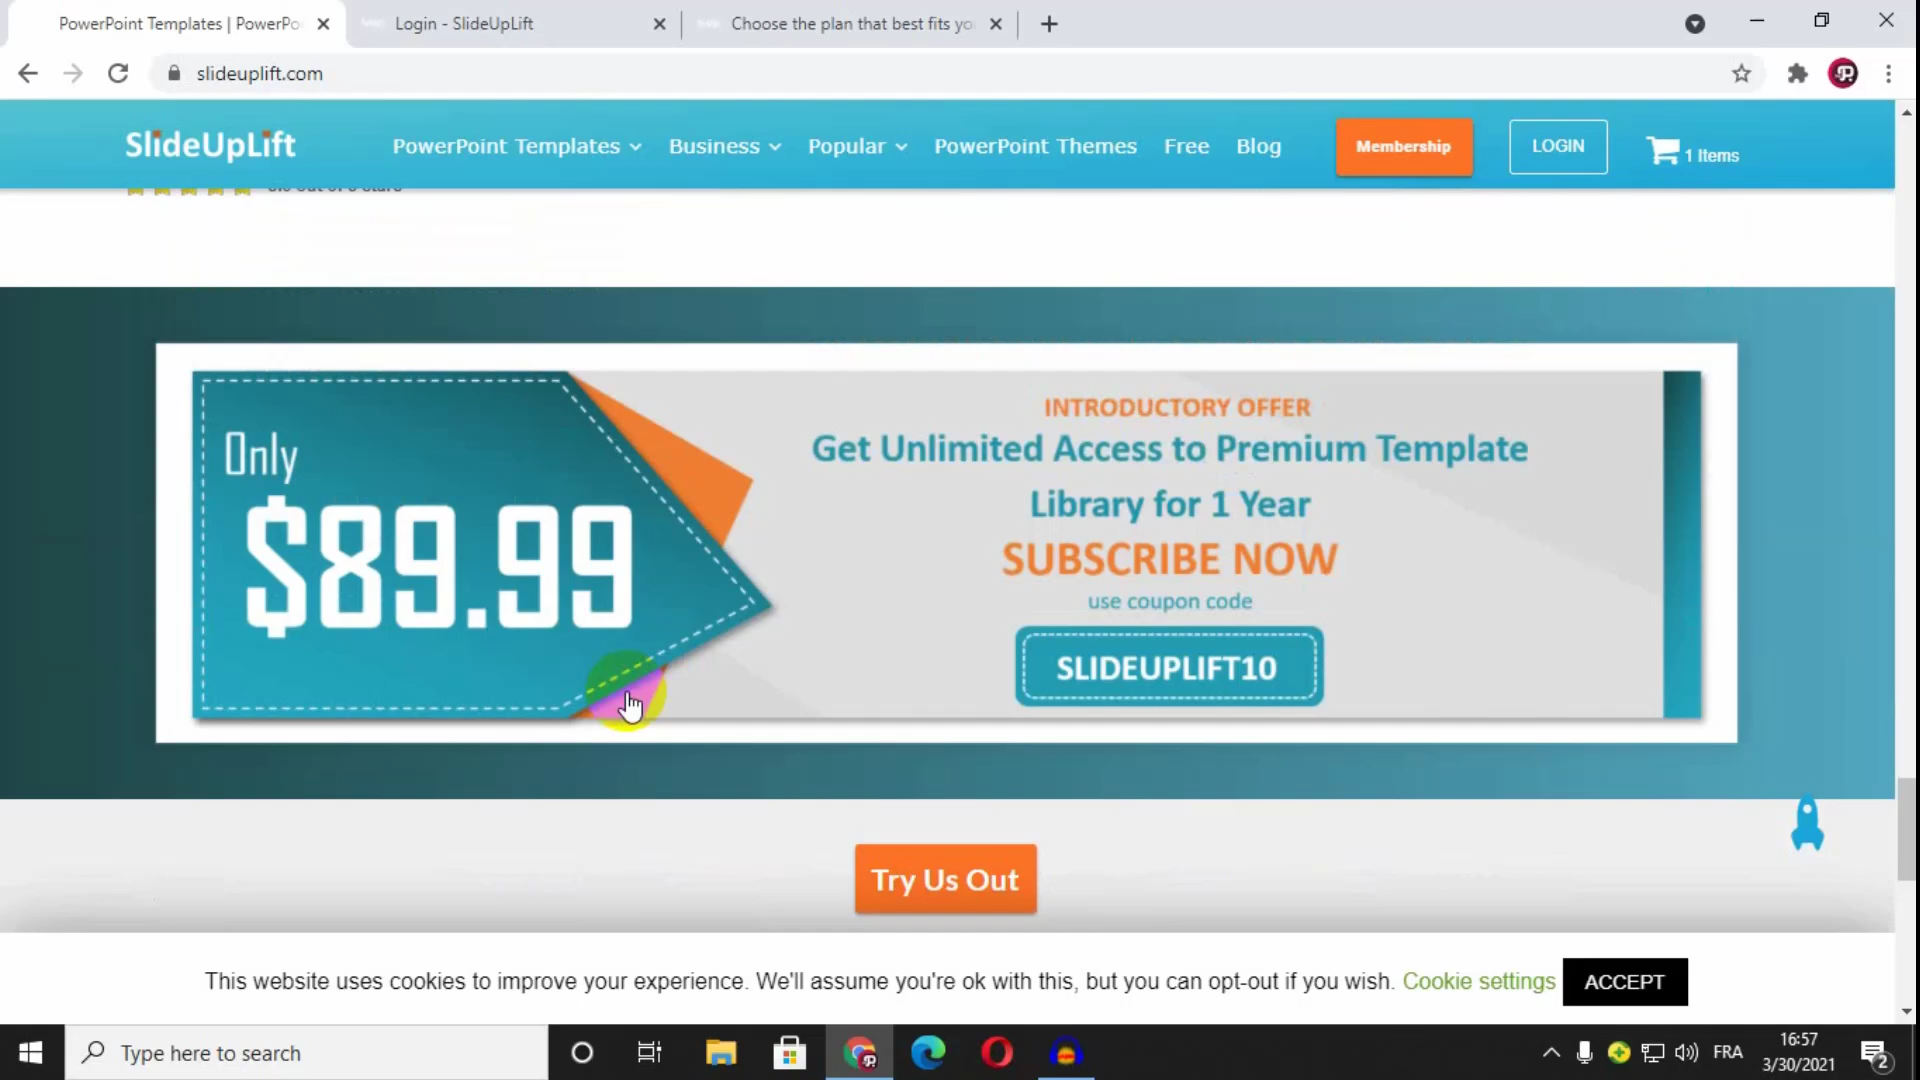 PowerPoint Templates | PowerPo
Login - SlideUpLift
Choose the plan that best fits yo
slideuplift.com
SlideUpLift
PowerPoint Templates
Business
Popular
PowerPoint Themes
Free
Blog
Membership
LOGIN
1 Items
Only
$89.99
INTRODUCTORY OFFER
Get Unlimited Access to Premium Template
Library for 1 Year
SUBSCRIBE NOW
use coupon code
SLIDEUPLIFT10
Try Us Out
This website uses cookies to improve your experience. We'll assume you're ok with this, but you can opt-out if you wish. Cookie settings
ACCEPT
Type here to search
FRA
16:57
3/30/2021
2